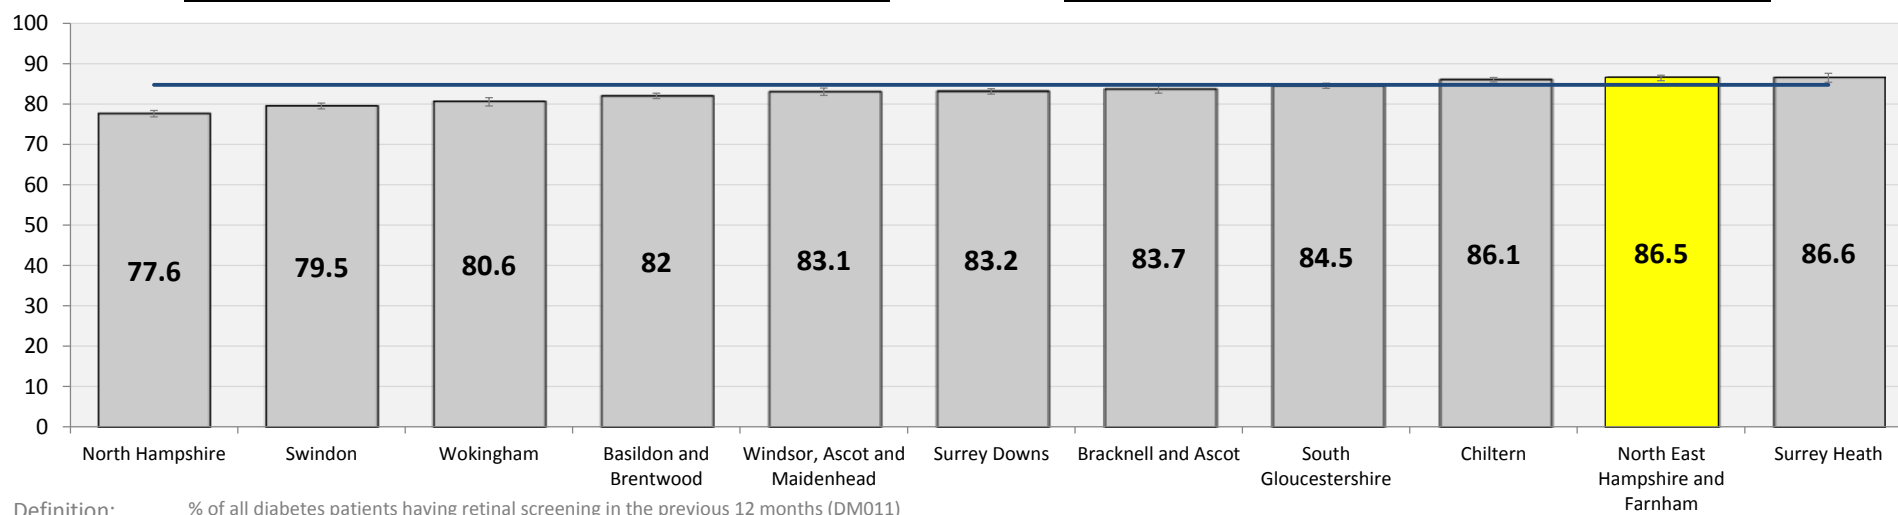 100
90
80
70
60
50
40
30
20
10
0
77.6
79.5
80.6
82
83.1
83.2
83.7
84.5
86.1
86.5
86.6
North Hampshire
Swindon
Wokingham
Basildon and
Brentwood
Windsor, Ascot and
Maidenhead
Surrey Downs
Bracknell and Ascot
South
Gloucestershire
Chiltern
North East
Hampshire and
Farnham
Surrey Heath
Definition: % of all diabetes patients having retinal screening in the previous 12 months (DM011)